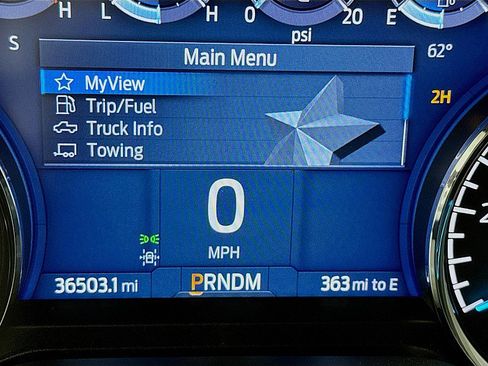 H L H 0 20 E
psi
S
62°
Main Menu
MyView
2H
Trip/Fuel
Truck Info
Towing
0
MPH
36503.1 mi
PRNDM
363 mi to E